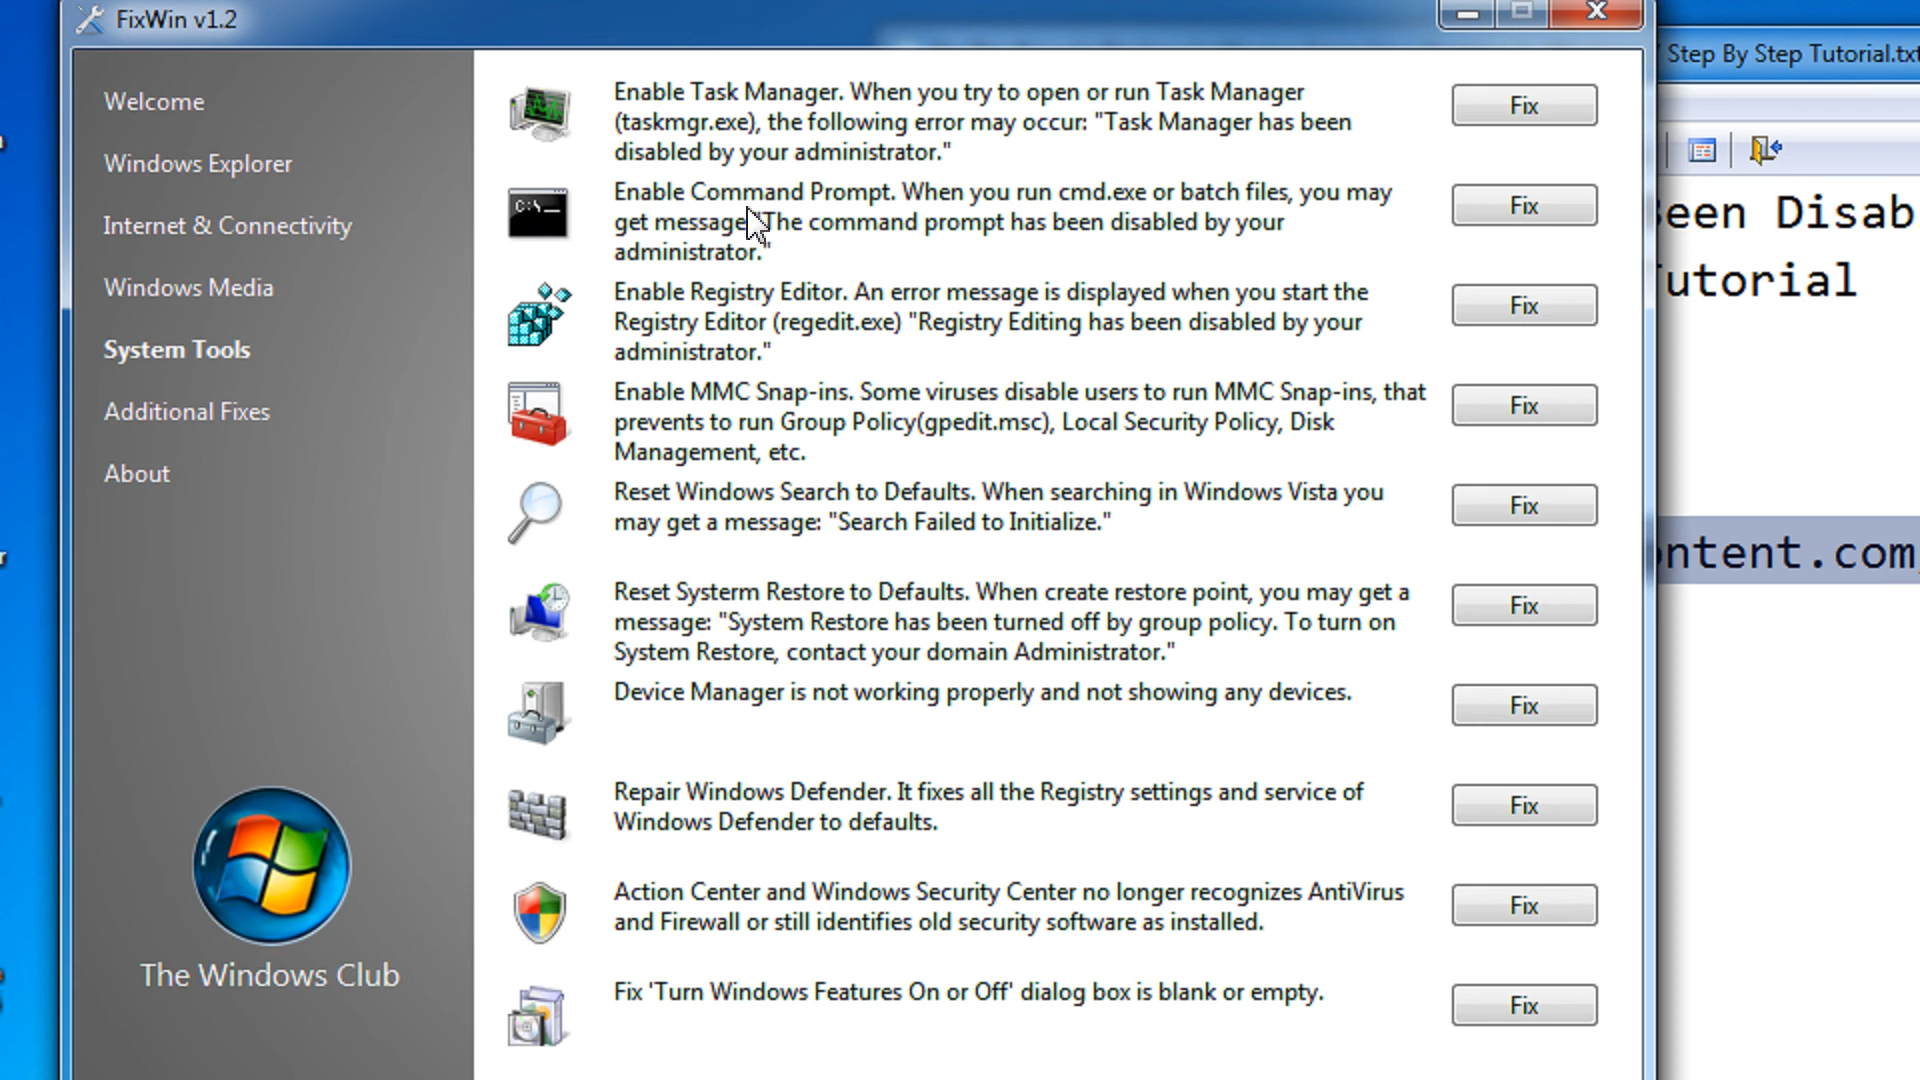 FixWin v1.2
Step By Step Tutorial.txt
Welcome
Windows Explorer
Internet & Connectivity
Windows Media
System Tools
Additional Fixes
About
The Windows Club
Enable Task Manager. When you try to open or run Task Manager
(taskmgr.exe), the following error may occur: "Task Manager has been
disabled by your administrator."
Fix
Enable Command Prompt. When you run cmd.exe or batch files, you may
get message: "The command prompt has been disabled by your
administrator."
Fix
Enable Registry Editor. An error message is displayed when you start the
Registry Editor (regedit.exe) "Registry Editing has been disabled by your
administrator."
Fix
Enable MMC Snap-ins. Some viruses disable users to run MMC Snap-ins, that
prevents to run Group Policy(gpedit.msc), Local Security Policy, Disk
Management, etc.
Fix
Reset Windows Search to Defaults. When searching in Windows Vista you
may get a message: "Search Failed to Initialize."
Fix
Reset Systerm Restore to Defaults. When create restore point, you may get a
message: "System Restore has been turned off by group policy. To turn on
System Restore, contact your domain Administrator."
Fix
Device Manager is not working properly and not showing any devices.
Fix
Repair Windows Defender. It fixes all the Registry settings and service of
Windows Defender to defaults.
Fix
Action Center and Windows Security Center no longer recognizes AntiVirus
and Firewall or still identifies old security software as installed.
Fix
Fix 'Turn Windows Features On or Off' dialog box is blank or empty.
Fix
Been Disab
Tutorial
ontent.com